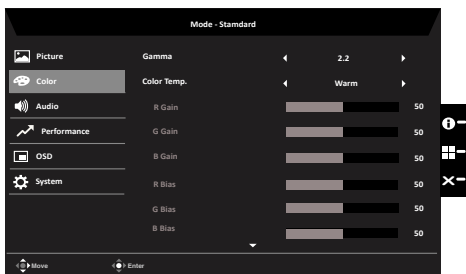 Mode - Standard
Picture
Gamma 2.2
Color
Color Temp. Warm
Audio
R Gain 50
Performance
G Gain 50
OSD
B Gain 50
System
R Bias 50
G Bias 50
B Bias 50
Move Enter